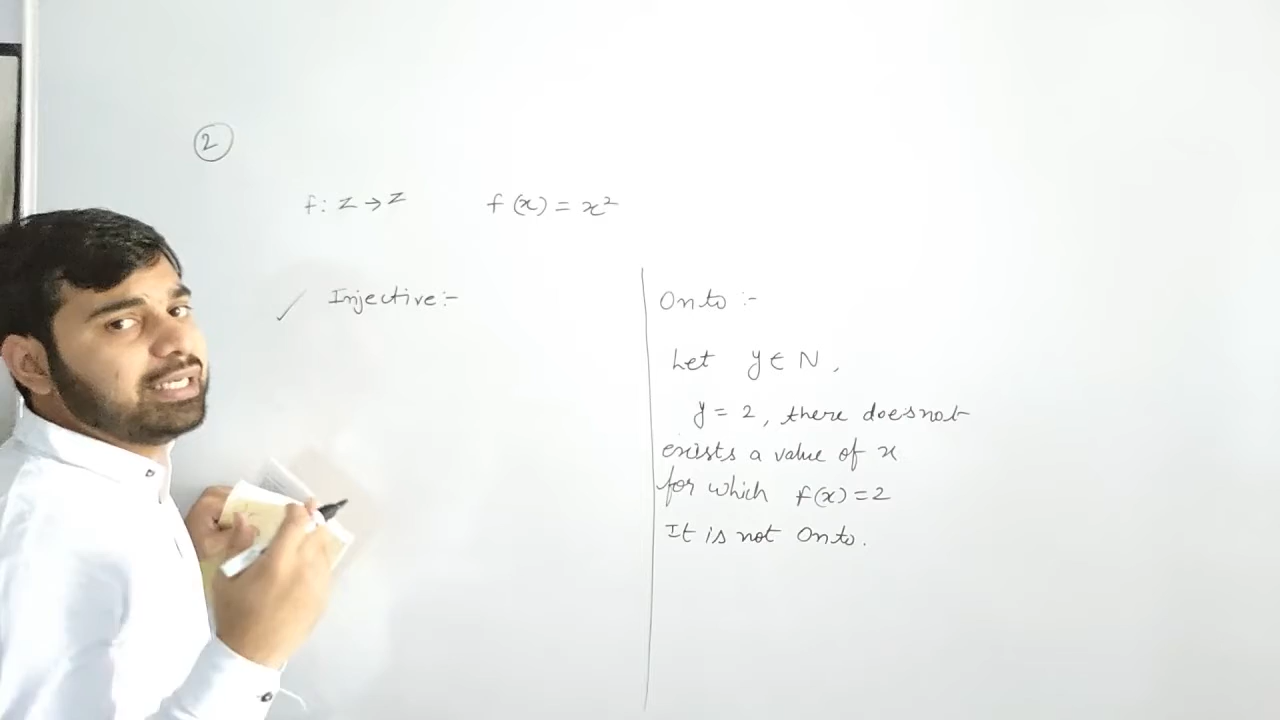 2
f: Z → Z f(x) = x²
✓ Injective:-
Onto :-
Let y ∈ N,
y = 2, there doesnot
exists a value of x
for which f(x) = 2
It is not Onto.